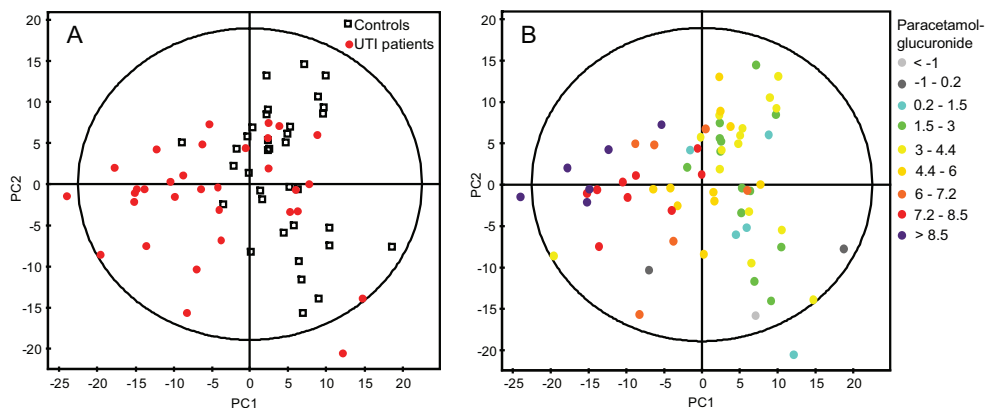 A
Controls
UTI patients
20
15
10
5
0
-5
-10
-15
-20
PC2
-25 -20 -15 -10 -5 0 5 10 15 20
PC1
B
20
15
10
5
0
-5
-10
-15
-20
PC2
-25 -20 -15 -10 -5 0 5 10 15 20
PC1
Paracetamol-
glucuronide
< -1
-1 - 0.2
0.2 - 1.5
1.5 - 3
3 - 4.4
4.4 - 6
6 - 7.2
7.2 - 8.5
> 8.5